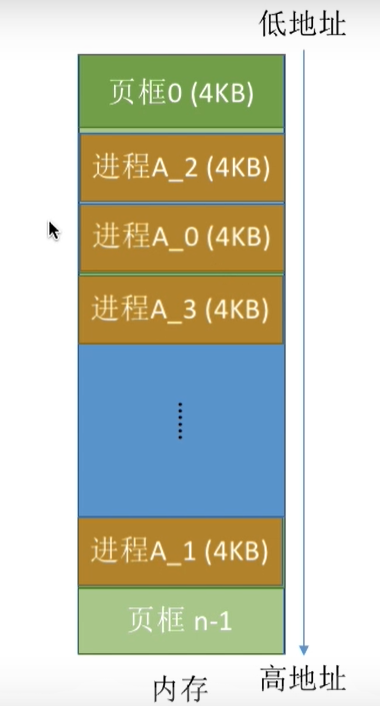 低地址
页框0 (4KB)
进程A_2 (4KB)
进程A_0 (4KB)
进程A_3 (4KB)
......
进程A_1 (4KB)
页框 n-1
内存
高地址